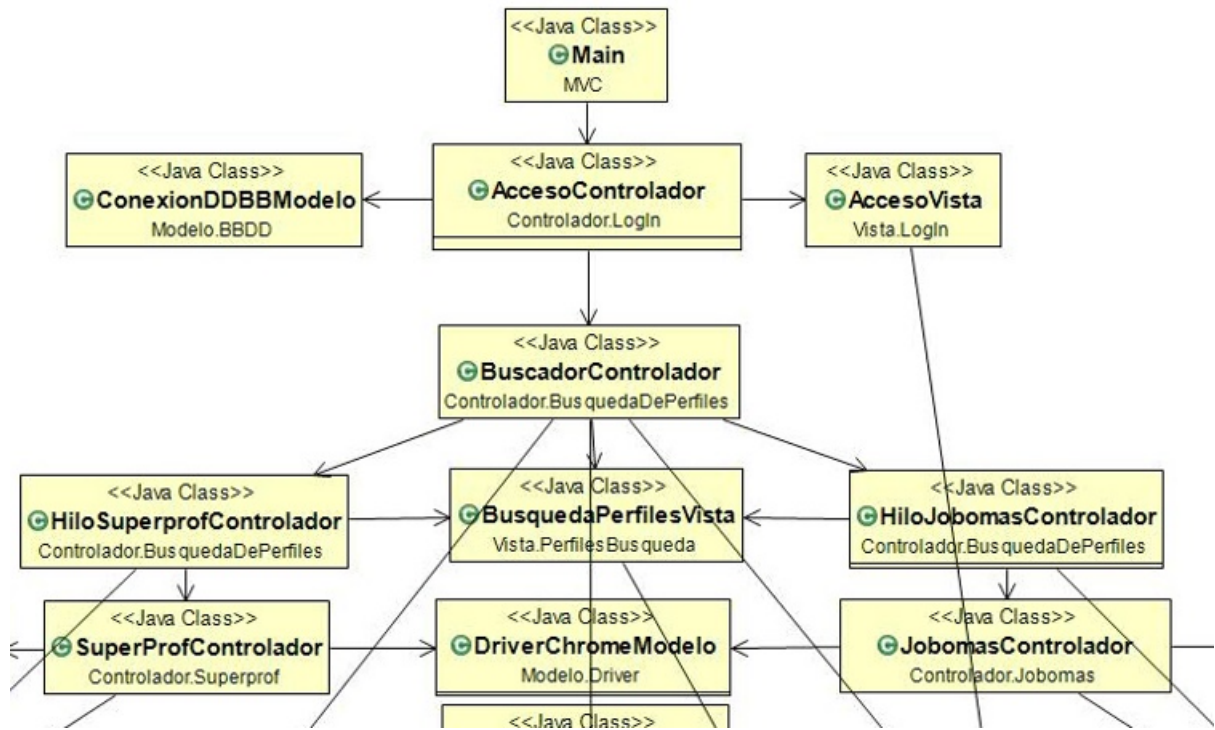 <<Java Class>>
Main
MVC
<<Java Class>>
ConexionDDBBModelo
Modelo.BBDD
<<Java Class>>
AccesoControlador
Controlador.LogIn
<<Java Class>>
AccesoVista
Vista.LogIn
<<Java Class>>
BuscadorControlador
Controlador.BusquedaDePerfiles
<<Java Class>>
HiloSuperprofControlador
Controlador.BusquedaDePerfiles
<<Java Class>>
BusquedaPerfilesVista
Vista.PerfilesBusqueda
<<Java Class>>
HiloJobomasControlador
Controlador.BusquedaDePerfiles
<<Java Class>>
SuperProfControlador
Controlador.Superprof
<<Java Class>>
DriverChromeModelo
Modelo.Driver
<<Java Class>>
JobomasControlador
Controlador.Jobomas
<<Java Class>>